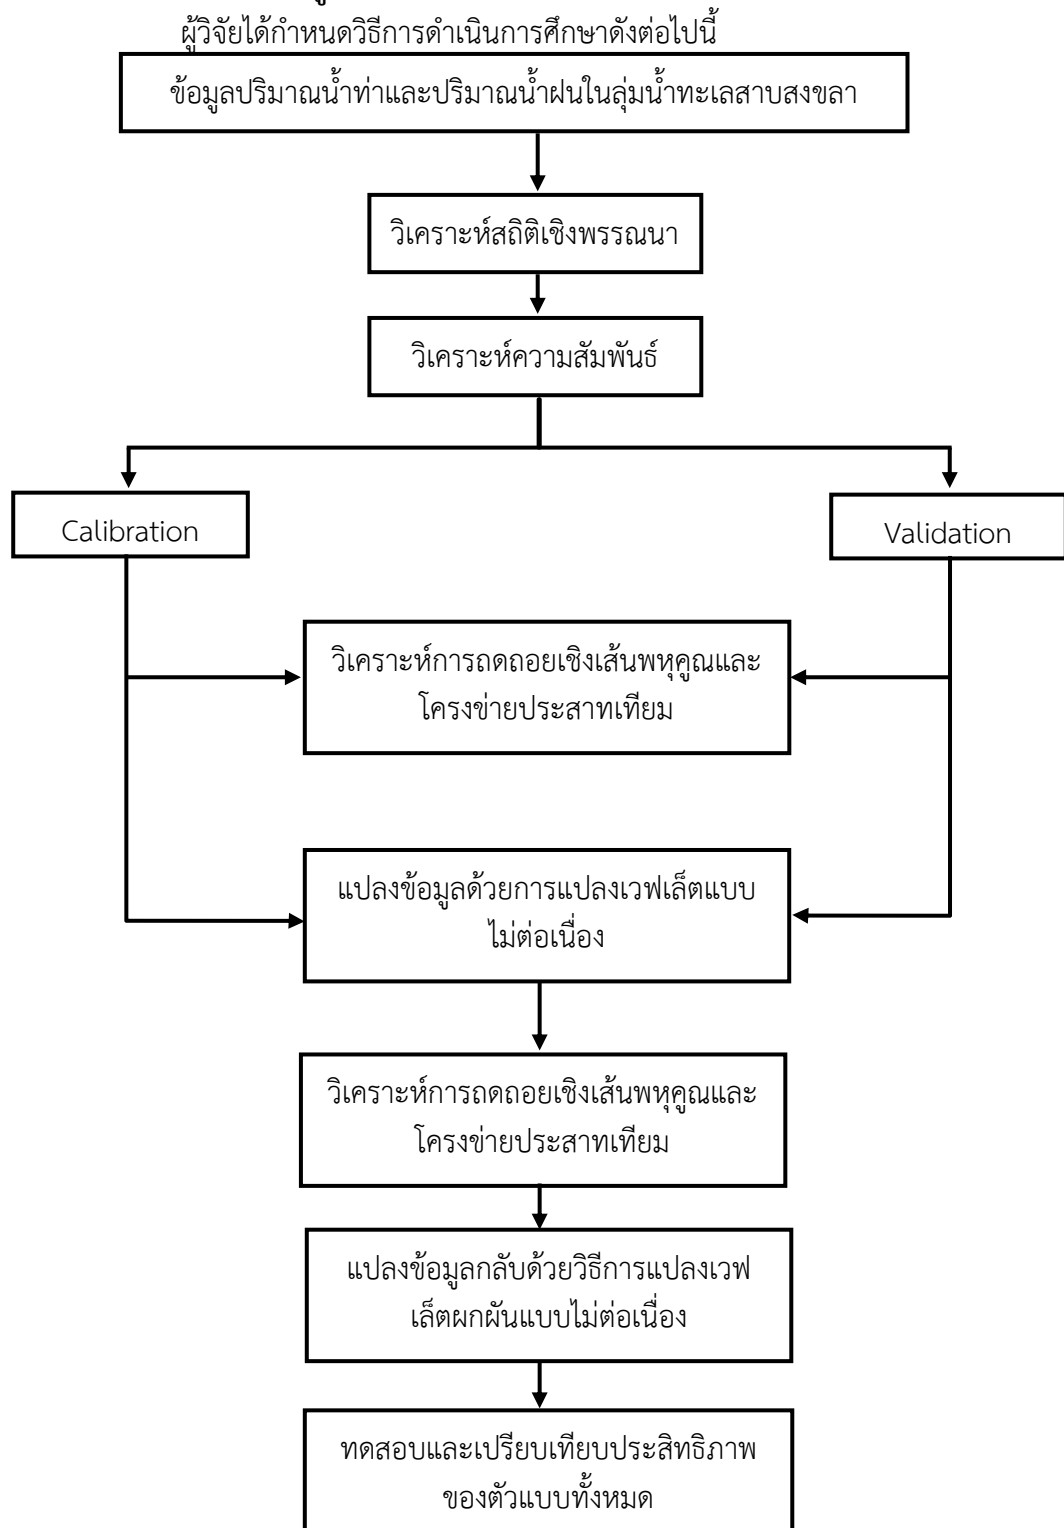 ผู้วิจัยได้กำหนดวิธีการดำเนินการศึกษาดังต่อไปนี้
ข้อมูลปริมาณน้ำท่าและปริมาณน้ำฝนในลุ่มน้ำทะเลสาบสงขลา
วิเคราะห์สถิติเชิงพรรณนา
วิเคราะห์ความสัมพันธ์
Calibration
Validation
วิเคราะห์การถดถอยเชิงเส้นพหุคูณและ
โครงข่ายประสาทเทียม
แปลงข้อมูลด้วยการแปลงเวฟเล็ตแบบ
ไม่ต่อเนื่อง
วิเคราะห์การถดถอยเชิงเส้นพหุคูณและ
โครงข่ายประสาทเทียม
แปลงข้อมูลกลับด้วยวิธีการแปลงเวฟ
เล็ตผกผันแบบไม่ต่อเนื่อง
ทดสอบและเปรียบเทียบประสิทธิภาพ
ของตัวแบบทั้งหมด